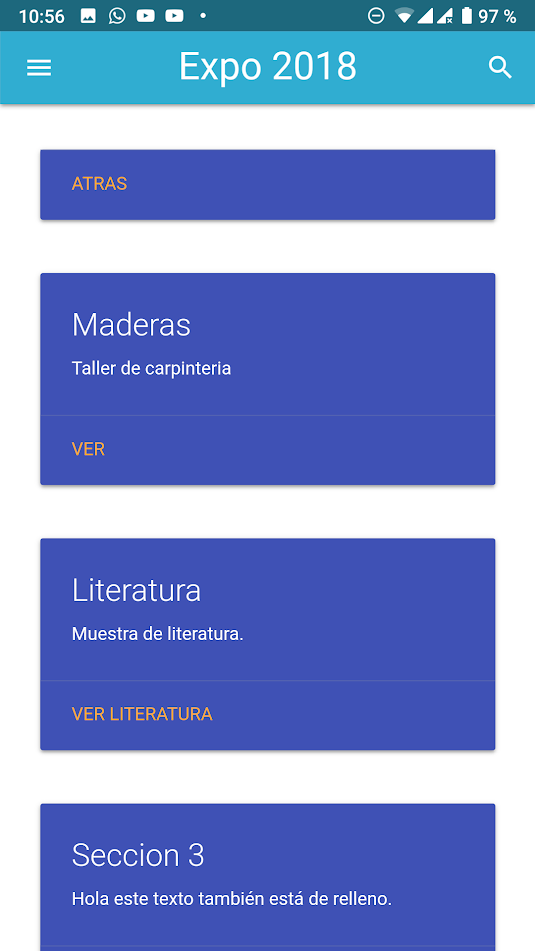 10:56 97 %
Expo 2018
ATRAS
Maderas
Taller de carpinteria
VER
Literatura
Muestra de literatura.
VER LITERATURA
Seccion 3
Hola este texto también está de relleno.